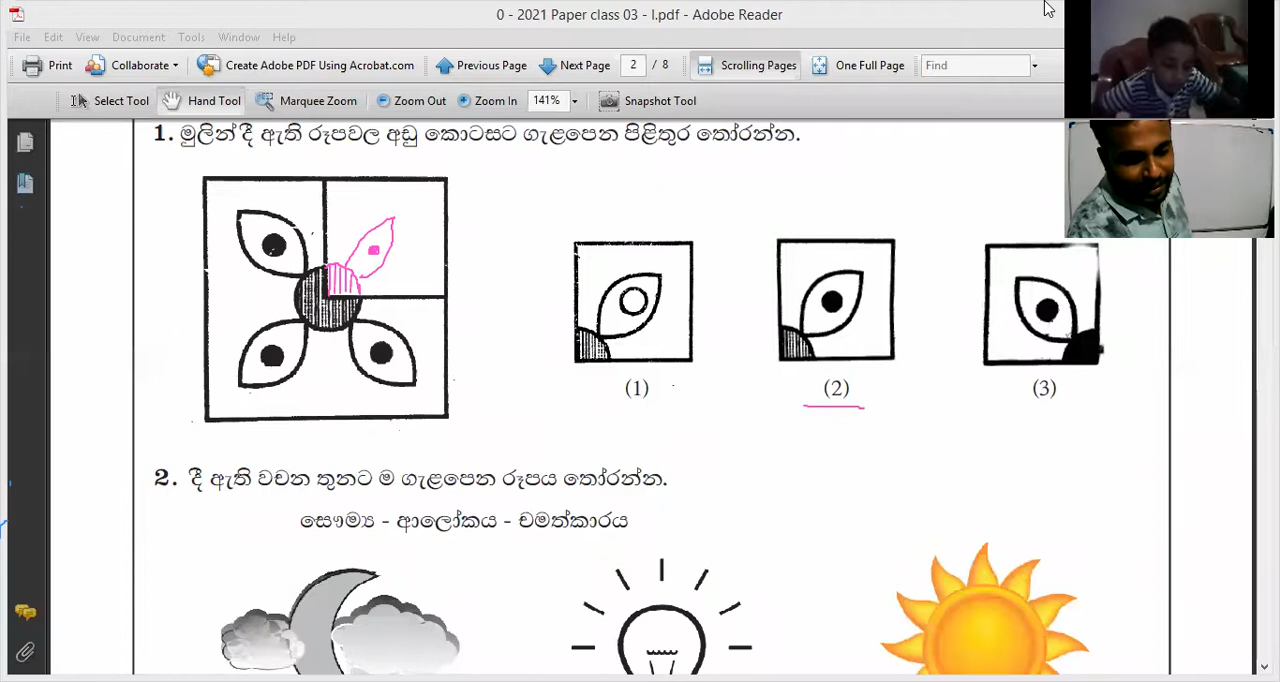 0 - 2021 Paper class 03 - I.pdf - Adobe Reader
File Edit View Document Tools Window Help
Print Collaborate Create Adobe PDF Using Acrobat.com Previous Page Next Page 2 / 8 Scrolling Pages One Full Page Find
Select Tool Hand Tool Marquee Zoom Zoom Out Zoom In 141% Snapshot Tool
1. මුලින් දී ඇති රූපවල අඩු කොටසට ගැළපෙන පිළිතුර තෝරන්න.
(1) (2) (3)
2. දී ඇති වචන තුනට ම ගැළපෙන රූපය තෝරන්න.
සෞම්‍ය - ආලෝකය - චමත්කාරය